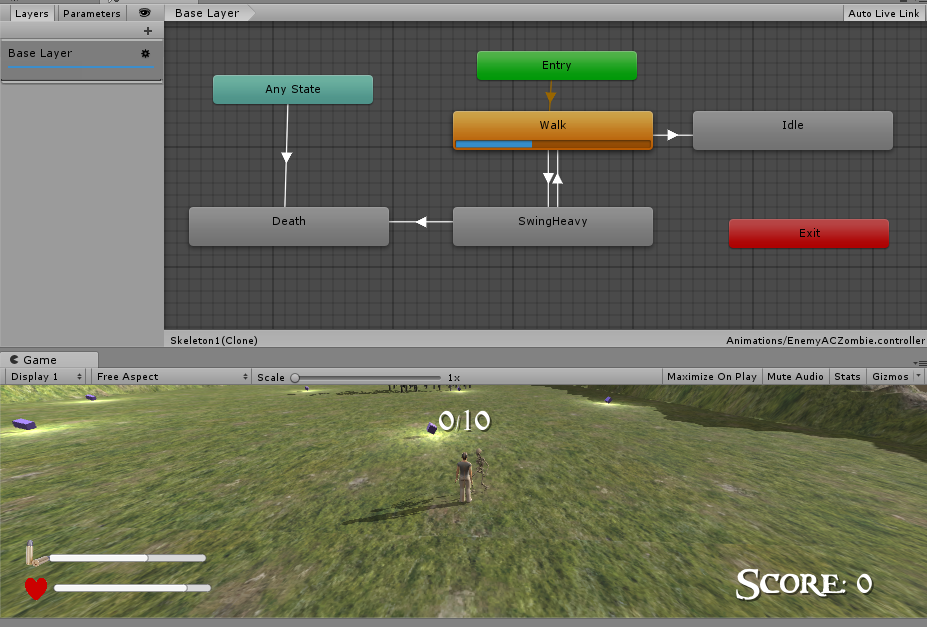 Layers Parameters Base Layer Auto Live Link
+
Base Layer
Entry
Any State
Walk Idle
Death SwingHeavy
Exit
Skeleton1(Clone) Animations/EnemyACZombie.controller
Game
Display 1 Free Aspect Scale 1x Maximize On Play Mute Audio Stats Gizmos
0/10
Score: 0